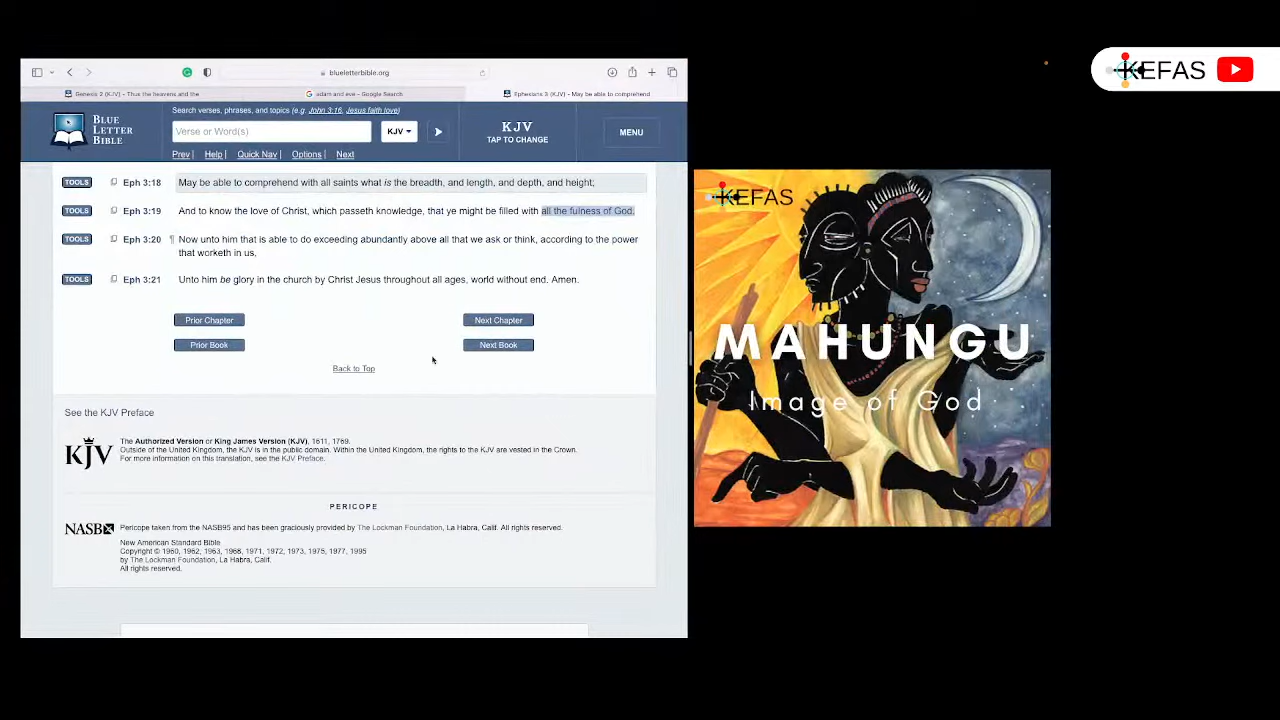 blueletterbible.org
Genesis 2 (KJV) - Thus the heavens and the
adam and eve - Google Search
Ephesians 3 (KJV) - May be able to comprehend
BLUE
LETTER
BIBLE
Search verses, phrases, and topics (e.g. John 3:16, Jesus faith love)
Verse or Word(s)
KJV
KJV
TAP TO CHANGE
MENU
Prev | Help | Quick Nav | Options | Next
TOOLS Eph 3:18 May be able to comprehend with all saints what is the breadth, and length, and depth, and height;
TOOLS Eph 3:19 And to know the love of Christ, which passeth knowledge, that ye might be filled with all the fulness of God.
TOOLS Eph 3:20 ¶ Now unto him that is able to do exceeding abundantly above all that we ask or think, according to the power
that worketh in us,
TOOLS Eph 3:21 Unto him be glory in the church by Christ Jesus throughout all ages, world without end. Amen.
Prior Chapter
Next Chapter
Prior Book
Next Book
Back to Top
See the KJV Preface
KJV
The Authorized Version or King James Version (KJV), 1611, 1769.
Outside of the United Kingdom, the KJV is in the public domain. Within the United Kingdom, the rights to the KJV are vested in the Crown.
For more information on this translation, see the KJV Preface.
PERICOPE
NASB
Pericope taken from the NASB95 and has been graciously provided by The Lockman Foundation, La Habra, Calif. All rights reserved.
New American Standard Bible
Copyright © 1960, 1962, 1963, 1968, 1971, 1972, 1973, 1975, 1977, 1995
by The Lockman Foundation, La Habra, Calif.
All rights reserved.
KEFAS
KEFAS
MAHUNGU
Image of God